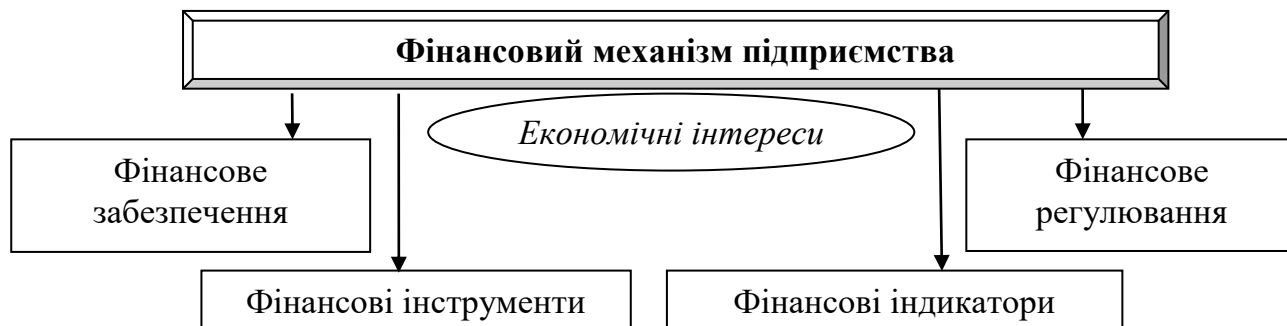 Фінансовий механізм підприємства
Економічні інтереси
Фінансове
забезпечення
Фінансове
регулювання
Фінансові інструменти
Фінансові індикатори